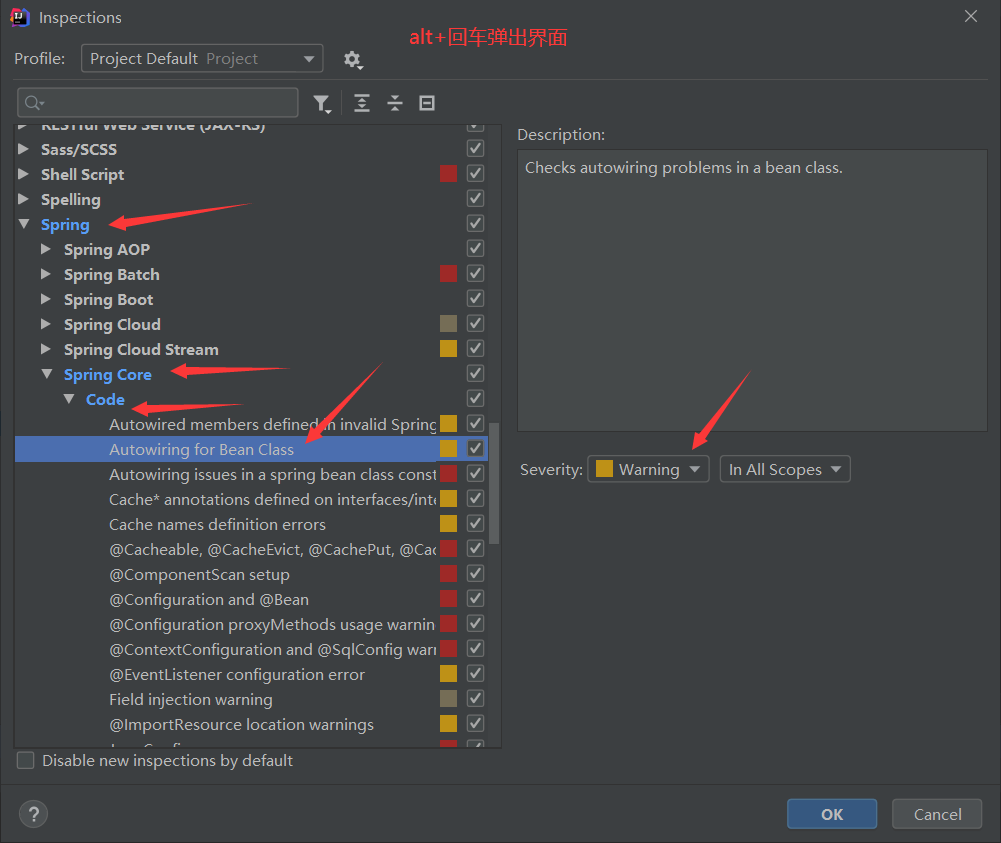 Inspections
alt+回车弹出界面
Profile: Project Default Project
RESTful Web Service (JAX-RS)
Description:
Sass/SCSS
Checks autowiring problems in a bean class.
Shell Script
Spelling
Spring
Spring AOP
Spring Batch
Spring Boot
Spring Cloud
Spring Cloud Stream
Spring Core
Code
Autowired members defined in invalid Spring
Autowiring for Bean Class
Severity: Warning In All Scopes
Autowiring issues in a spring bean class const
Cache* annotations defined on interfaces/inte
Cache names definition errors
@Cacheable, @CacheEvict, @CachePut, @Cac
@ComponentScan setup
@Configuration and @Bean
@Configuration proxyMethods usage warnin
@ContextConfiguration and @SqlConfig warn
@EventListener configuration error
Field injection warning
@ImportResource location warnings
Disable new inspections by default
?
OK
Cancel